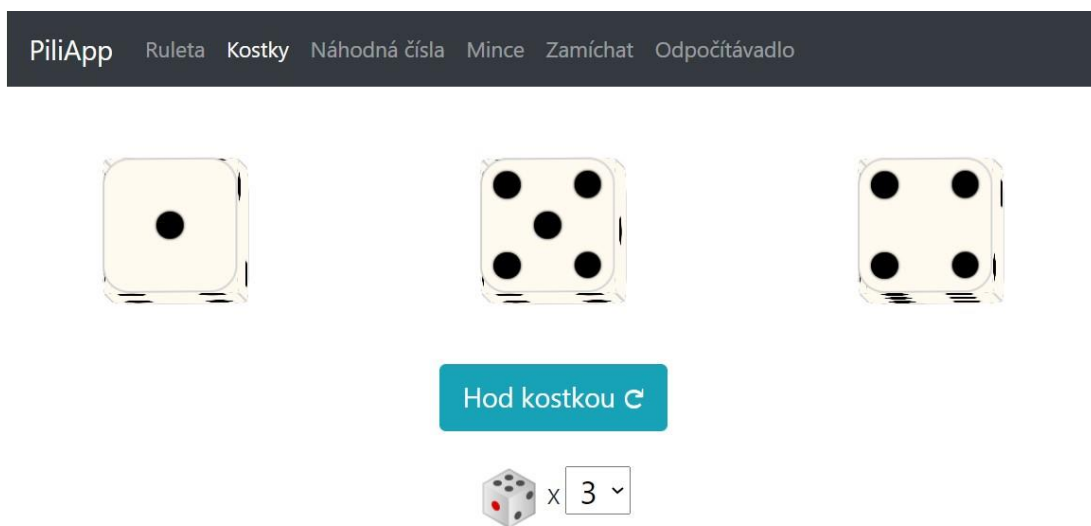 PiliApp Ruleta Kostky Náhodná čísla Mince Zamíchat Odpočítávadlo
Hod kostkou
x 3